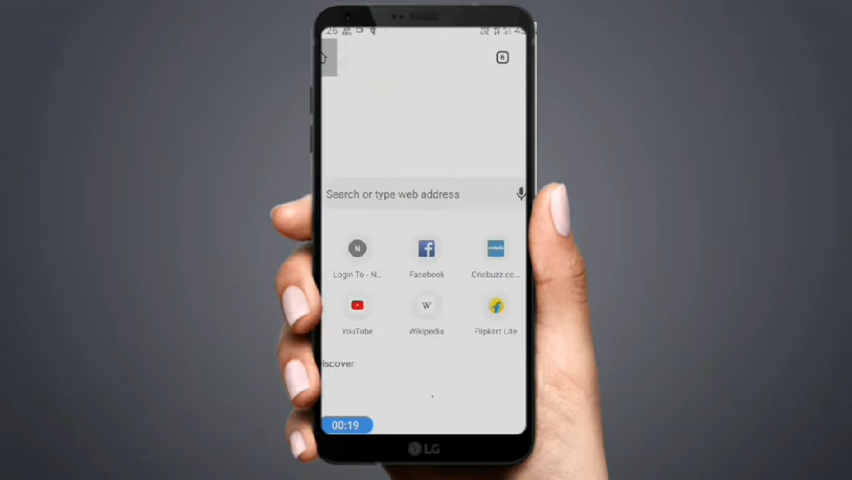 Search or type web address
Login To - N...
Facebook
Cricbuzz.co...
YouTube
Wikipedia
Flipkart Lite
iscover
00:19
LG